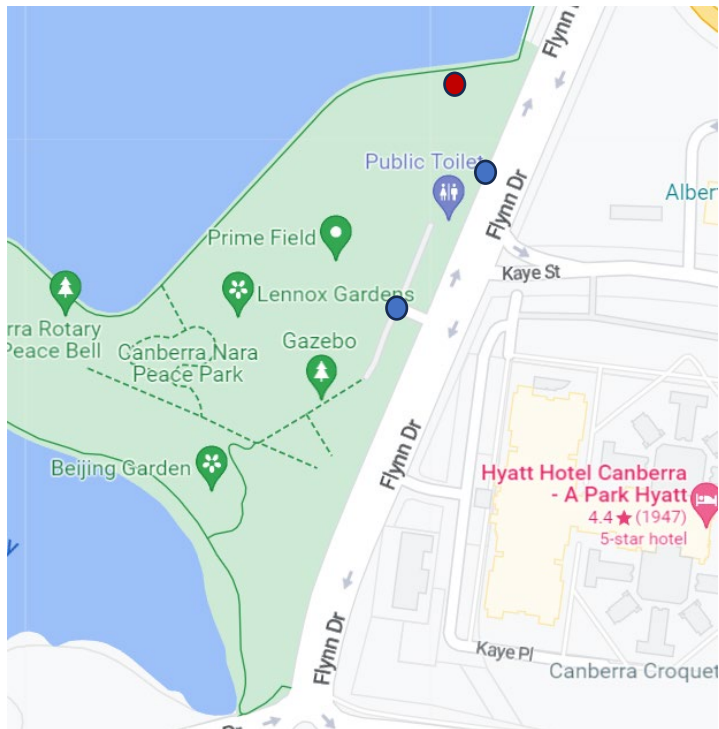 Flynn D
Public Toilet
Flynn Dr
Albert
Prime Field
Kaye St
Lennox Gardens
rra Rotary
Peace Bell
Canberra Nara
Peace Park
Gazebo
Flynn Dr
Beijing Garden
Hyatt Hotel Canberra
- A Park Hyatt
4.4 ★ (1947)
5-star hotel
y
Flynn Dr
Kaye Pl
Canberra Croquet
Dr